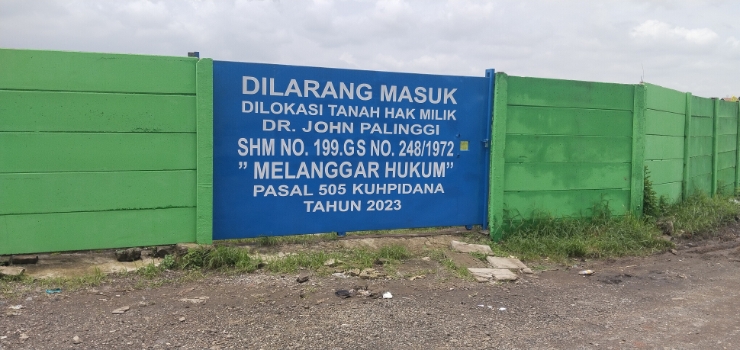 DILARANG MASUK
DILOKASI TANAH HAK MILIK
DR. JOHN PALINGGI
SHM NO. 199.GS NO. 248/1972
" MELANGGAR HUKUM"
PASAL 505 KUHPIDANA
TAHUN 2023